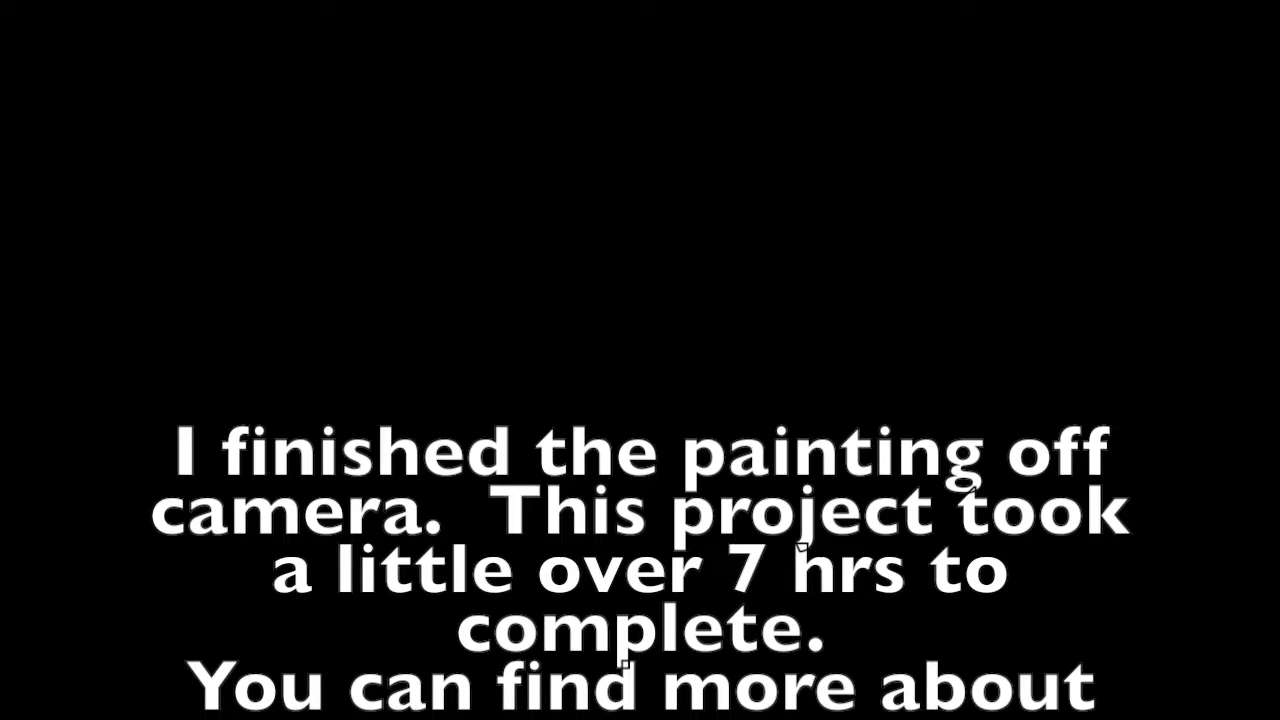 I finished the painting off
camera.  This project took
a little over 7 hrs to
complete.
You can find more about